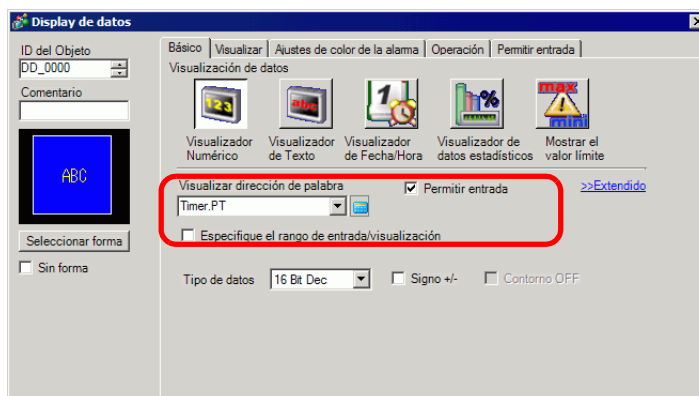 Display de datos
ID del Objeto
DD_0000
Comentario
ABC
Seleccionar forma
Sin forma
Básico Visualizar Ajustes de color de la alarma Operación Permitir entrada
Visualización de datos
123 abc 1 % max mini
Visualizador Numérico
Visualizador de Texto
Visualizador de Fecha/Hora
Visualizador de datos estadísticos
Mostrar el valor límite
Visualizar dirección de palabra
Permitir entrada
>>Extendido
Timer.PT
Especifique el rango de entrada/visualización
Tipo de datos 16 Bit Dec Signo +/- Contorno OFF